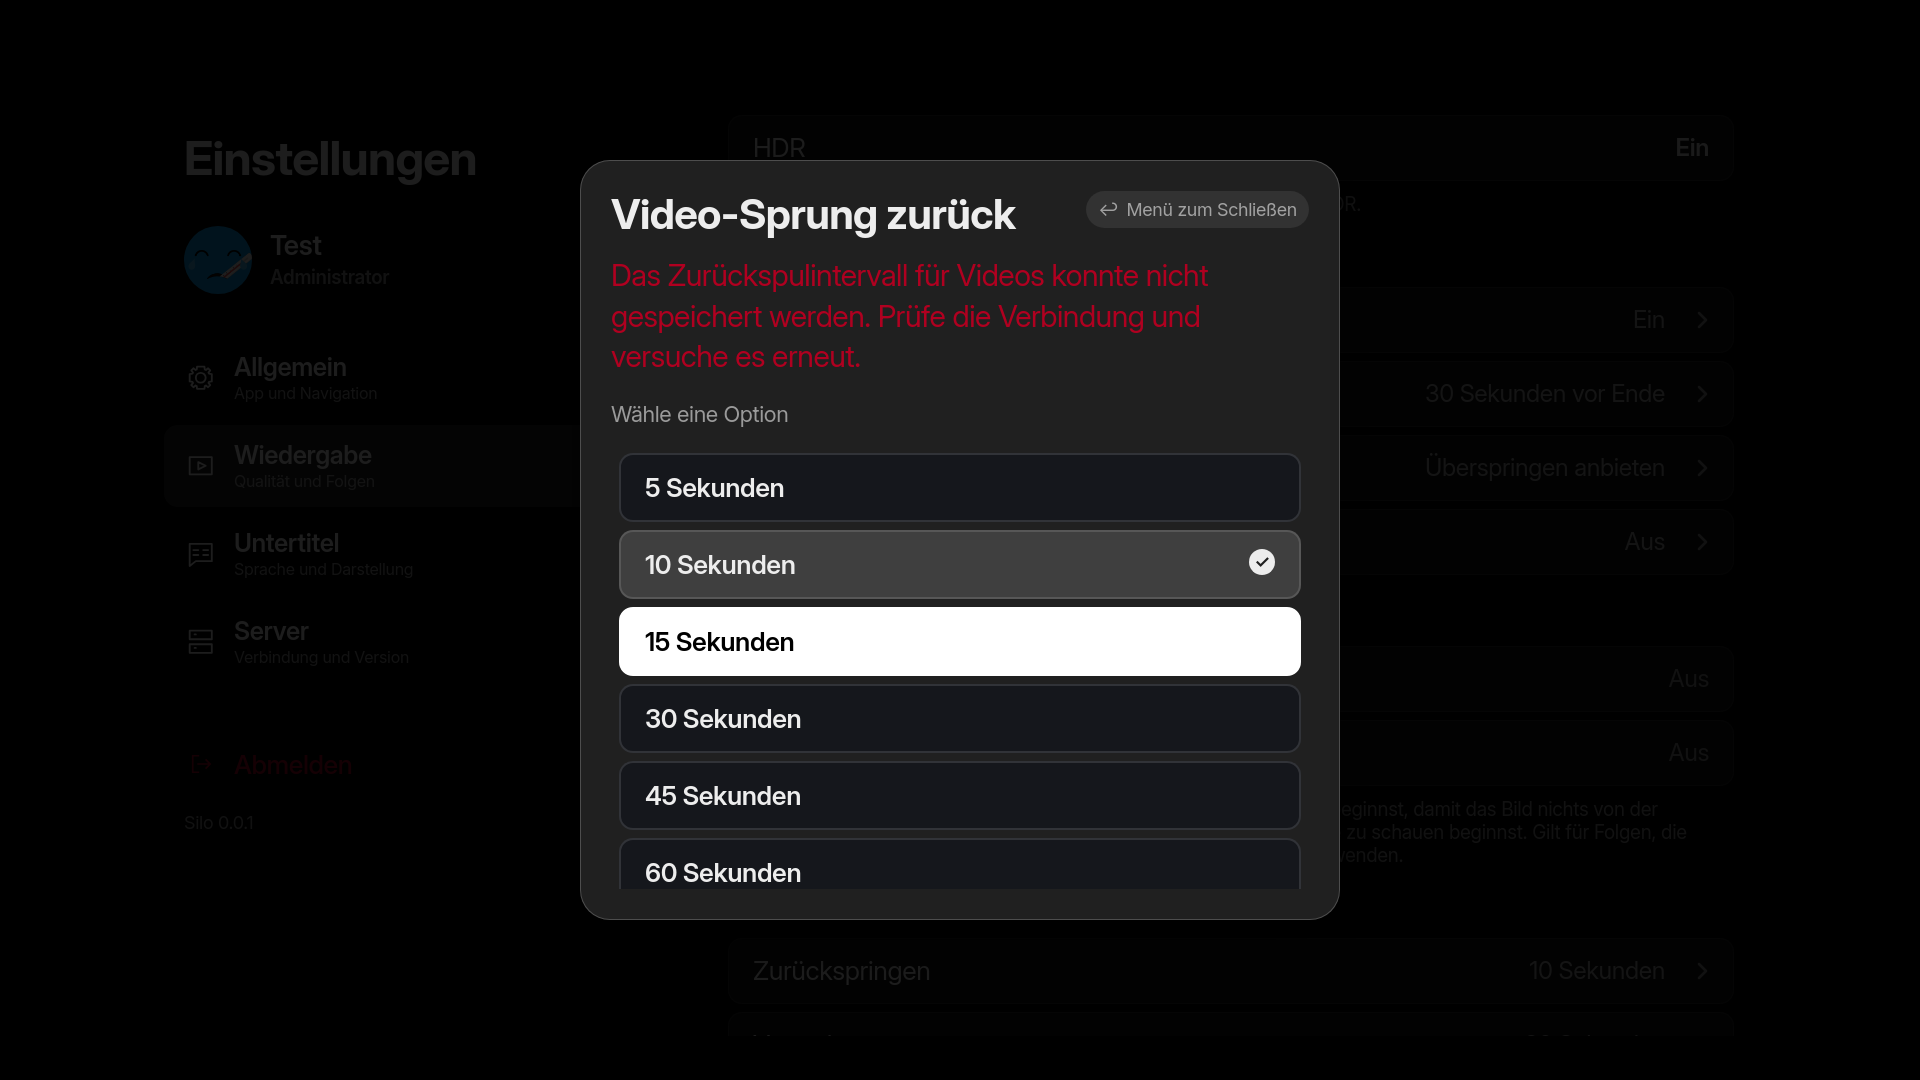 Einstellungen
Test
Administrator
Allgemein
App und Navigation
Wiedergabe
Qualität und Folgen
Untertitel
Sprache und Darstellung
Server
Verbindung und Version
Abmelden
Silo 0.0.1
HDR
Ein
DR.
Video-Sprung zurück
Menü zum Schließen
Das Zurückspulintervall für Videos konnte nicht
gespeichert werden. Prüfe die Verbindung und
versuche es erneut.
Wähle eine Option
5 Sekunden
10 Sekunden
15 Sekunden
30 Sekunden
45 Sekunden
60 Sekunden
Ein
30 Sekunden vor Ende
Überspringen anbieten
Aus
Aus
Aus
eginnst, damit das Bild nichts von der
zu schauen beginnst. Gilt für Folgen, die
venden.
Zurückspringen
10 Sekunden